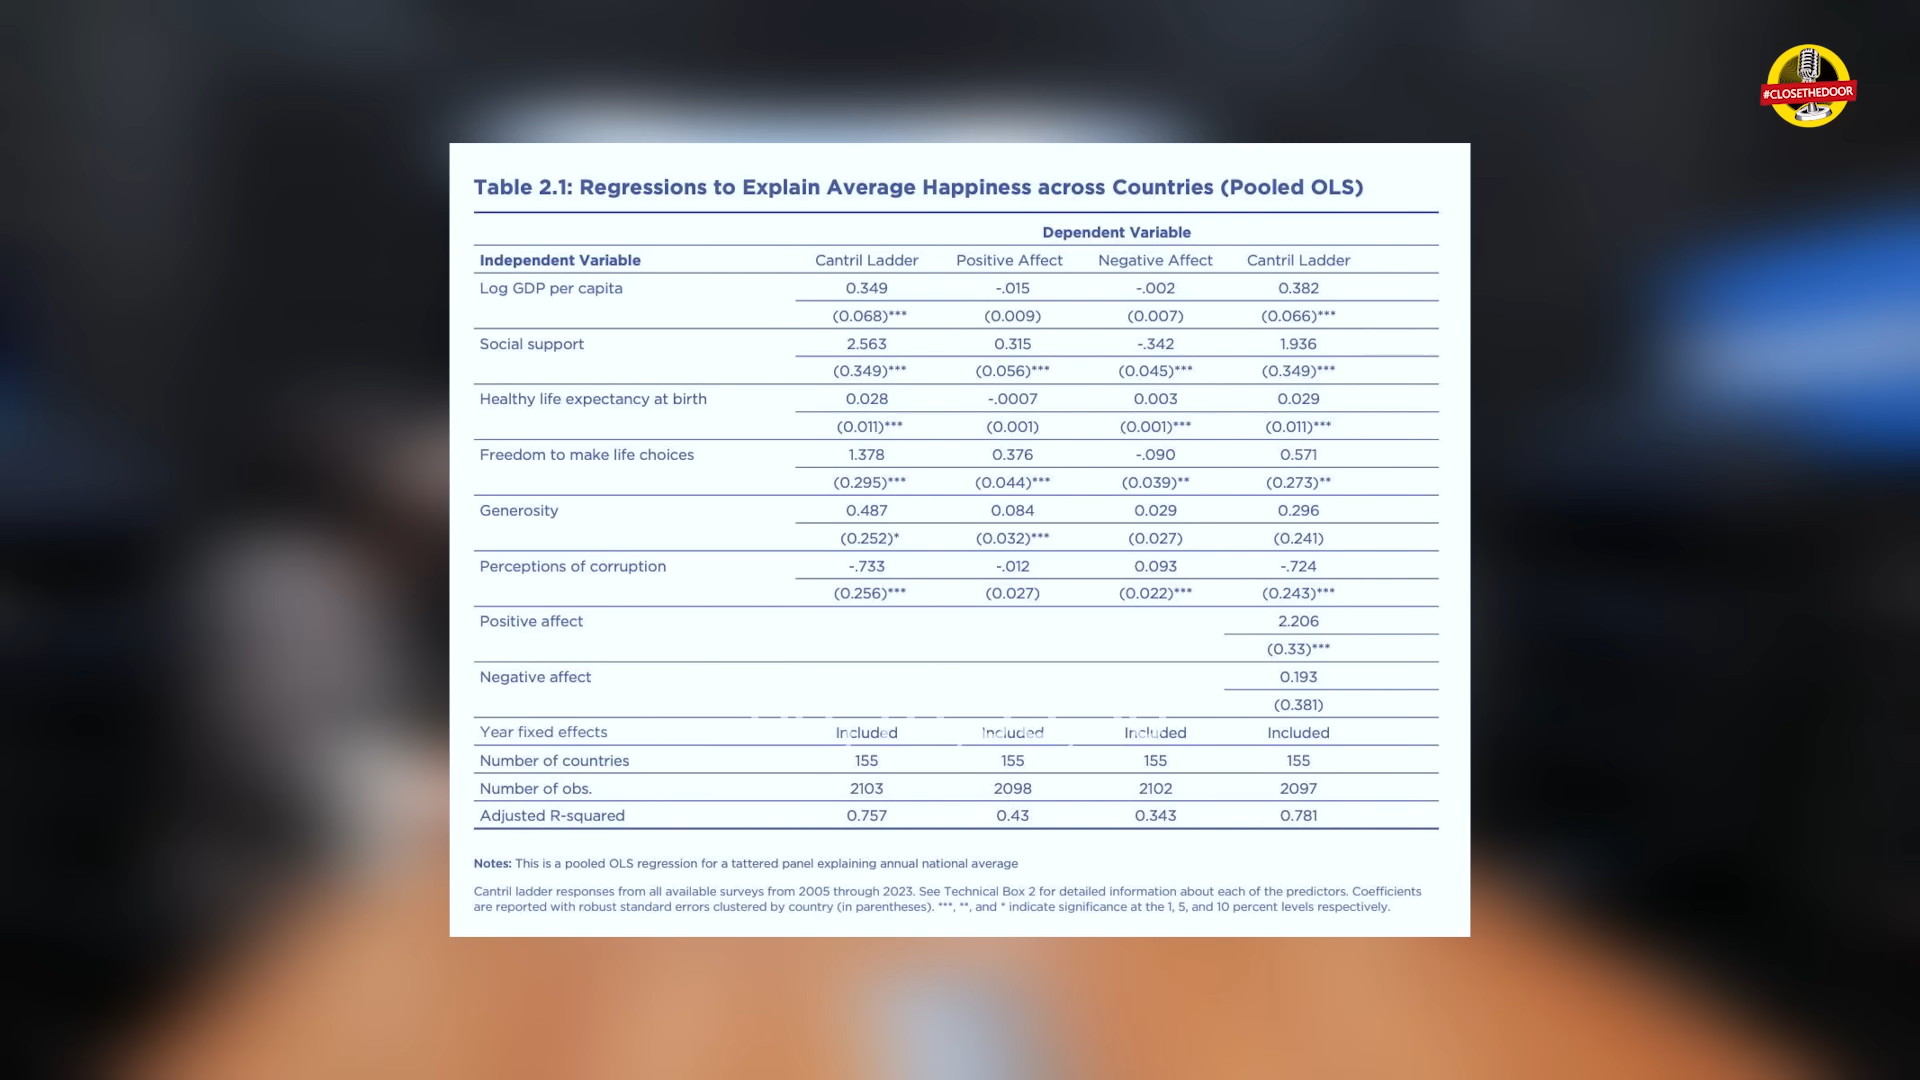 #CLOSETHEDOOR
Table 2.1: Regressions to Explain Average Happiness across Countries (Pooled OLS)
Dependent Variable
Independent Variable Cantril Ladder Positive Affect Negative Affect Cantril Ladder
Log GDP per capita 0.349 -.015 -.002 0.382
(0.068)*** (0.009) (0.007) (0.066)***
Social support 2.563 0.315 -.342 1.936
(0.349)*** (0.056)*** (0.045)*** (0.349)***
Healthy life expectancy at birth 0.028 -.0007 0.003 0.029
(0.011)*** (0.001) (0.001)*** (0.011)***
Freedom to make life choices 1.378 0.376 -.090 0.571
(0.295)*** (0.044)*** (0.039)** (0.273)**
Generosity 0.487 0.084 0.029 0.296
(0.252)* (0.032)*** (0.027) (0.241)
Perceptions of corruption -.733 -.012 0.093 -.724
(0.256)*** (0.027) (0.022)*** (0.243)***
Positive affect 2.206
(0.33)***
Negative affect 0.193
(0.381)
Year fixed effects Included Included Included Included
Number of countries 155 155 155 155
Number of obs. 2103 2098 2102 2097
Adjusted R-squared 0.757 0.43 0.343 0.781
Notes: This is a pooled OLS regression for a tattered panel explaining annual national average
Cantril ladder responses from all available surveys from 2005 through 2023. See Technical Box 2 for detailed information about each of the predictors. Coefficients
are reported with robust standard errors clustered by country (in parentheses). ***, **, and * indicate significance at the 1, 5, and 10 percent levels respectively.